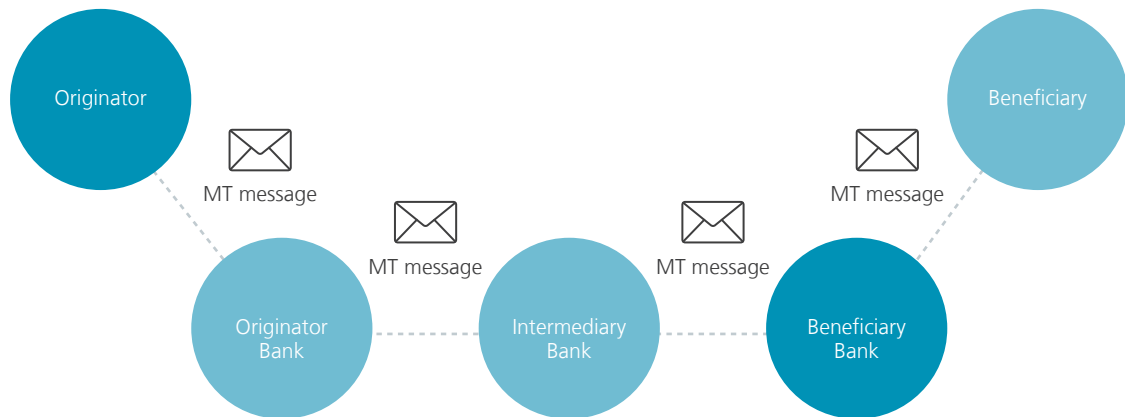 Originator
Beneficiary
MT message
MT message
MT message
MT message
Originator
Bank
Intermediary
Bank
Beneficiary
Bank